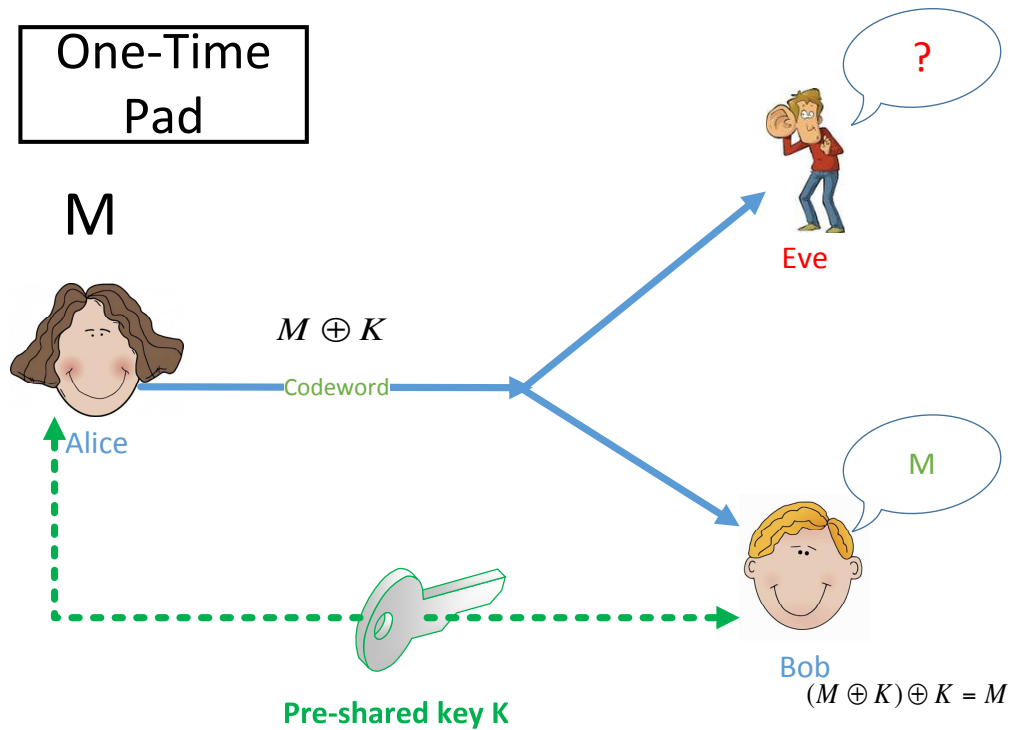 One-Time
Pad
?
M
Eve
M ⊕ K
Codeword
Alice
M
Bob
(M ⊕ K) ⊕ K = M
Pre-shared key K